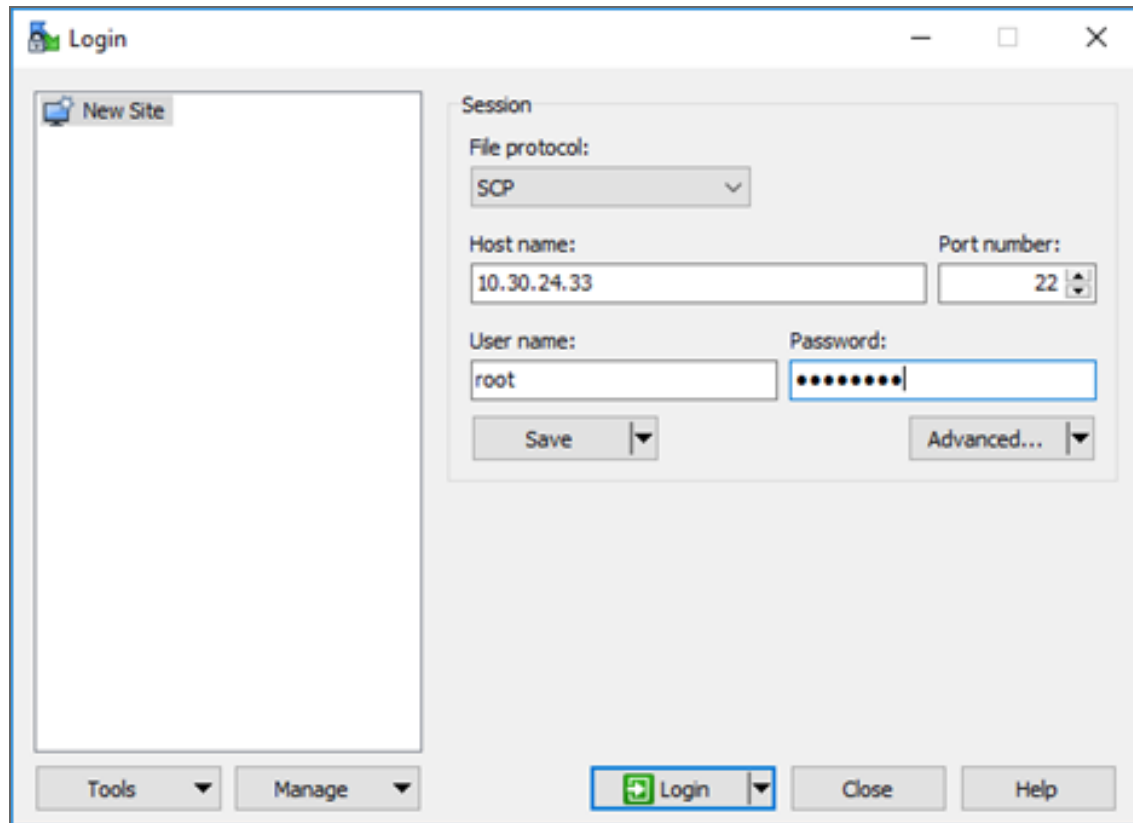 Login
New Site
Session
File protocol:
SCP
Host name:
Port number:
10.30.24.33
22
User name:
Password:
root
••••••••
Save
Advanced...
Tools
Manage
Login
Close
Help